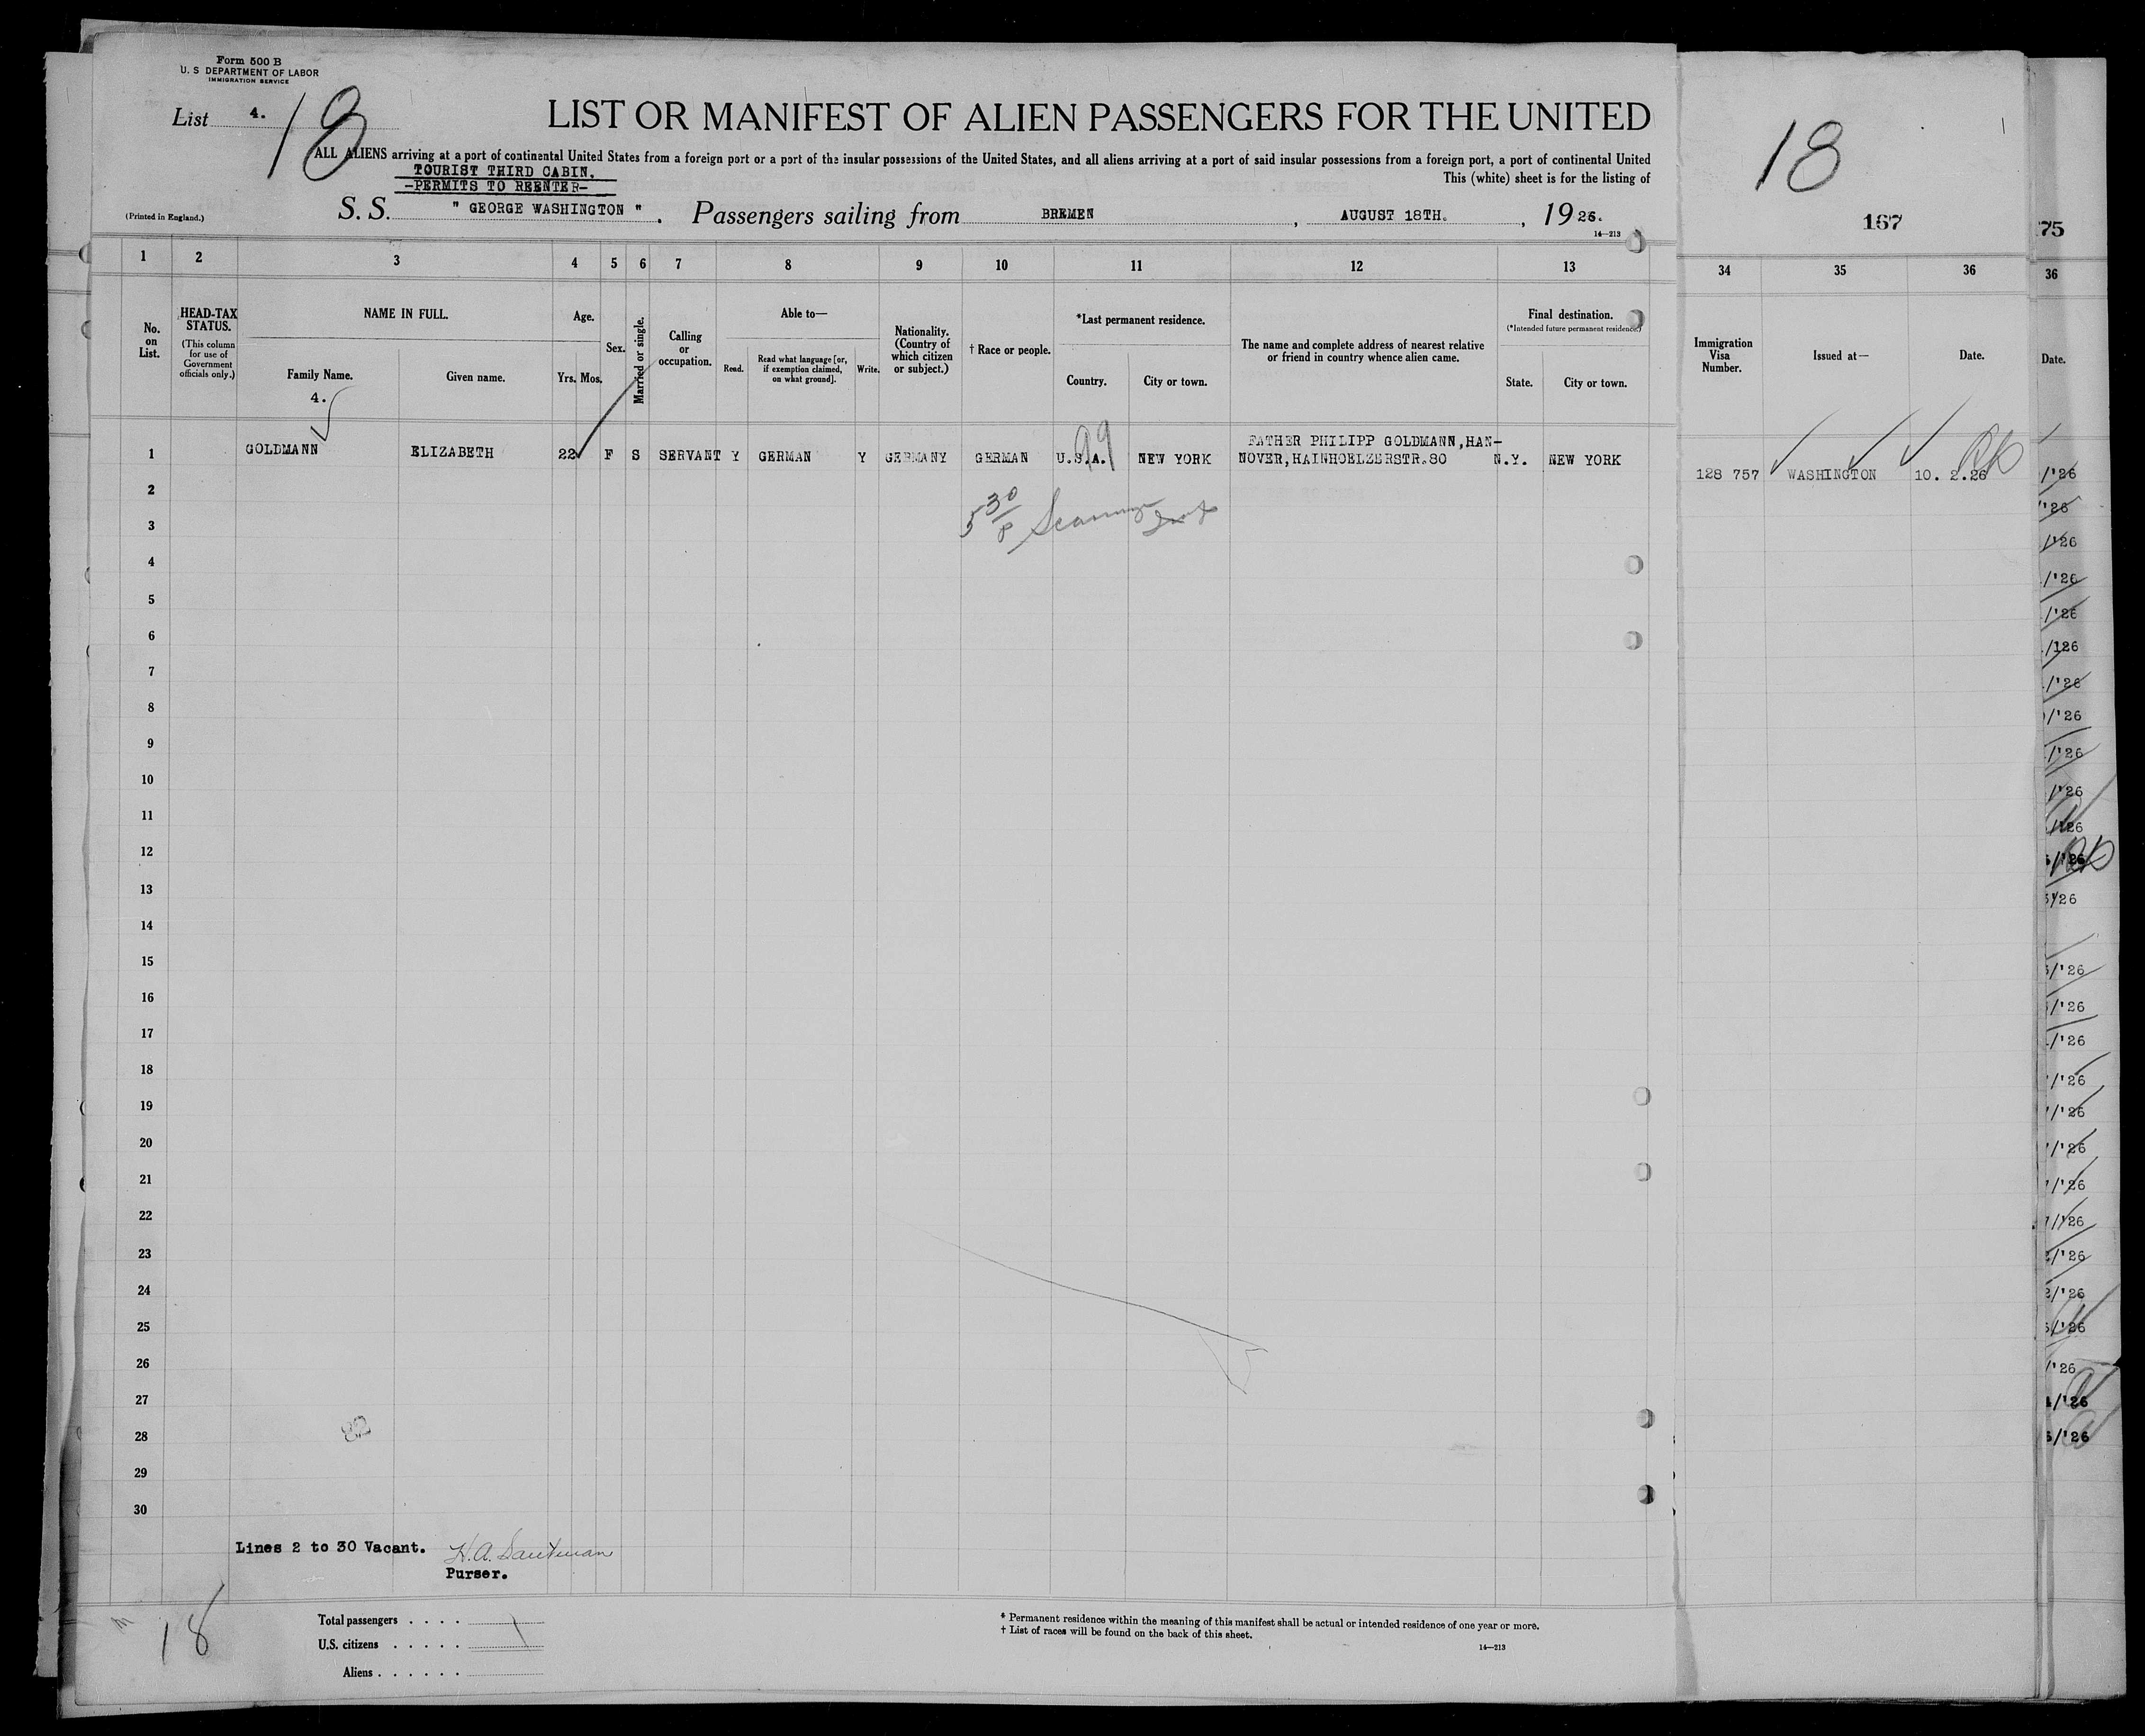 Form 500 B
U. S DEPARTMENT OF LABOR
IMMIGRATION SERVICE
List 4.
18
LIST OR MANIFEST OF ALIEN PASSENGERS FOR THE UNITED
ALL ALIENS arriving at a port of continental United States from a foreign port or a port of the insular possessions of the United States, and all aliens arriving at a port of said insular possessions from a foreign port, a port of continental United
TOURIST THIRD CABIN.
-PERMITS TO REENTER-
This (white) sheet is for the listing of
(Printed in England.)
S. S. " GEORGE WASHINGTON ". Passengers sailing from BREMEN, AUGUST 18TH., 19 26.
14—213
18
167
75
1 2 3 4 5 6 7 8 9 10 11 12 13
34 35 36
36
No. on List.
HEAD-TAX STATUS.
(This column for use of Government officials only.)
NAME IN FULL.
Family Name.
Given name.
4.
Age.
Yrs. Mos.
Sex.
Married or single.
Calling or occupation.
Able to—
Read.
Read what language [or, if exemption claimed, on what ground].
Write.
Nationality. (Country of which citizen or subject.)
† Race or people.
*Last permanent residence.
Country.
City or town.
The name and complete address of nearest relative or friend in country whence alien came.
Final destination.
(*Intended future permanent residence.)
State.
City or town.
Immigration Visa Number.
Issued at—
Date.
Date.
99
FATHER PHILIPP GOLDMANN,HAN-
1 GOLDMANN ELIZABETH 22 F S SERVANT Y GERMAN Y GERMANY GERMAN U.S.A. NEW YORK NOVER,HAINHOELZERSTR.80 N.Y. NEW YORK 128 757 WASHINGTON 10. 2.26
2
3
4
5
6
7
8
9
10
11
12
13
14
15
16
17
18
19
20
21
22
23
24
25
26
27
28
29
30
82
Lines 2 to 30 Vacant.
Purser.
18
Total passengers . . . .
U.S. citizens . . . . .
Aliens . . . . . .
* Permanent residence within the meaning of this manifest shall be actual or intended residence of one year or more.
† List of races will be found on the back of this sheet.
14—213